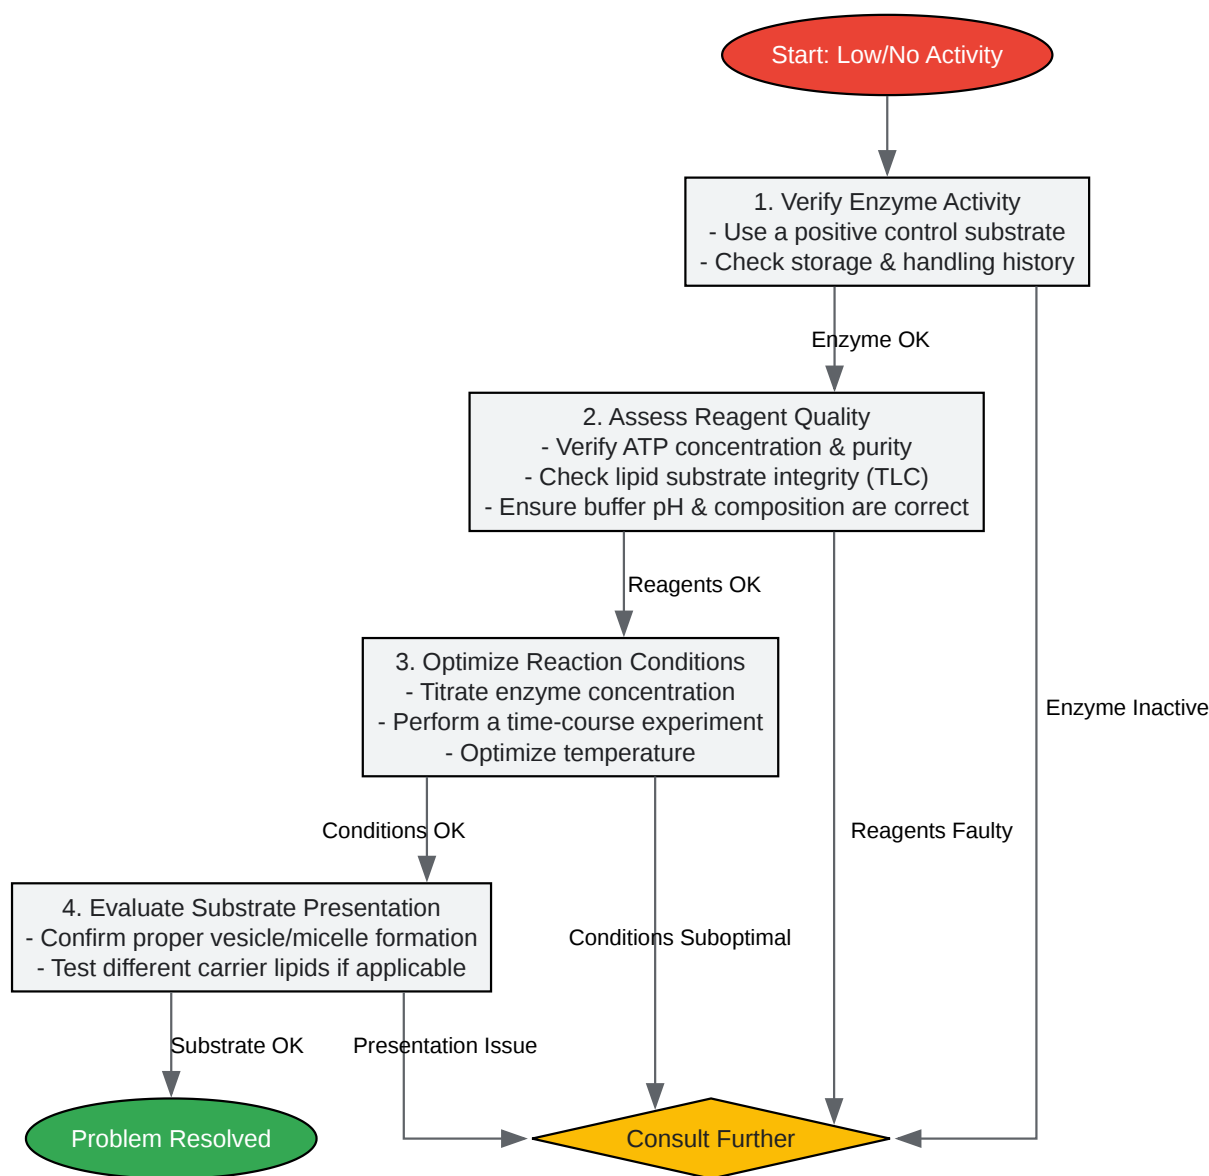 Start: Low/No Activity
1. Verify Enzyme Activity
- Use a positive control substrate
- Check storage & handling history
Enzyme OK
2. Assess Reagent Quality
- Verify ATP concentration & purity
- Check lipid substrate integrity (TLC)
- Ensure buffer pH & composition are correct
Reagents OK
3. Optimize Reaction Conditions
- Titrate enzyme concentration
- Perform a time-course experiment
- Optimize temperature
Enzyme Inactive
Conditions OK
Reagents Faulty
4. Evaluate Substrate Presentation
- Confirm proper vesicle/micelle formation
- Test different carrier lipids if applicable
Conditions Suboptimal
Substrate OK
Presentation Issue
Problem Resolved
Consult Further